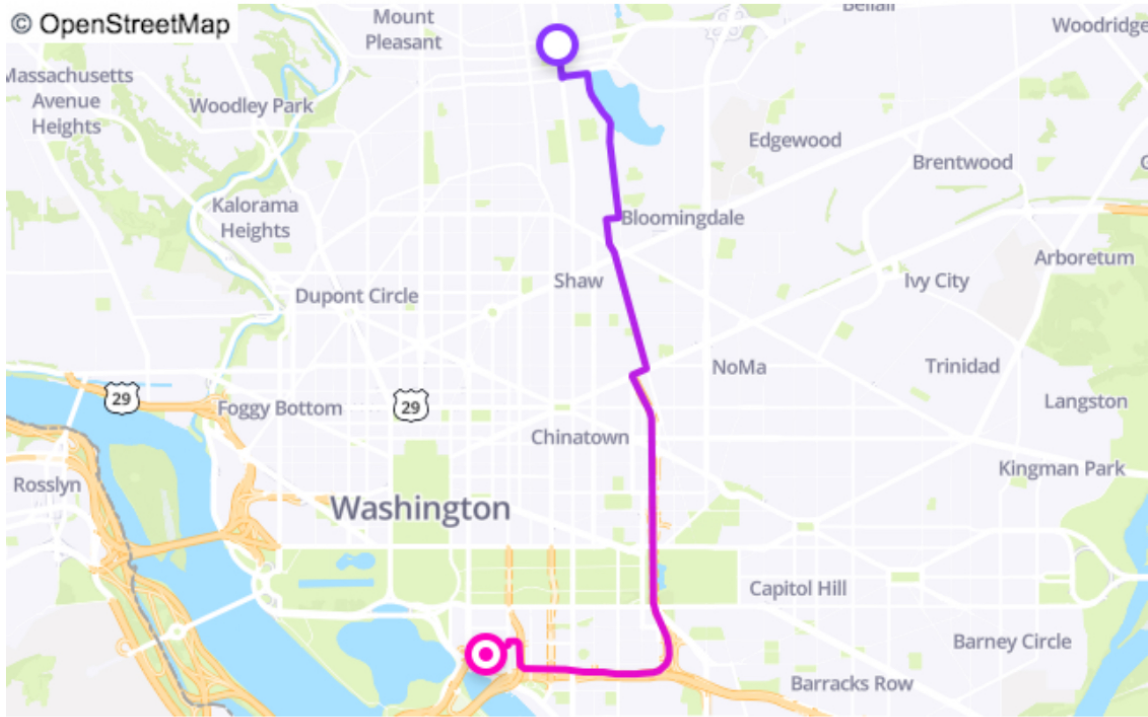 © OpenStreetMap
Mount
Pleasant
Bellair
Woodridge
Massachusetts
Avenue
Heights
Woodley Park
Edgewood
Brentwood
Kalorama
Heights
Bloomingdale
Arboretum
Shaw
Ivy City
Dupont Circle
NoMa
Trinidad
29
Foggy Bottom
29
Langston
Chinatown
Kingman Park
Rosslyn
Washington
Capitol Hill
Barney Circle
Barracks Row